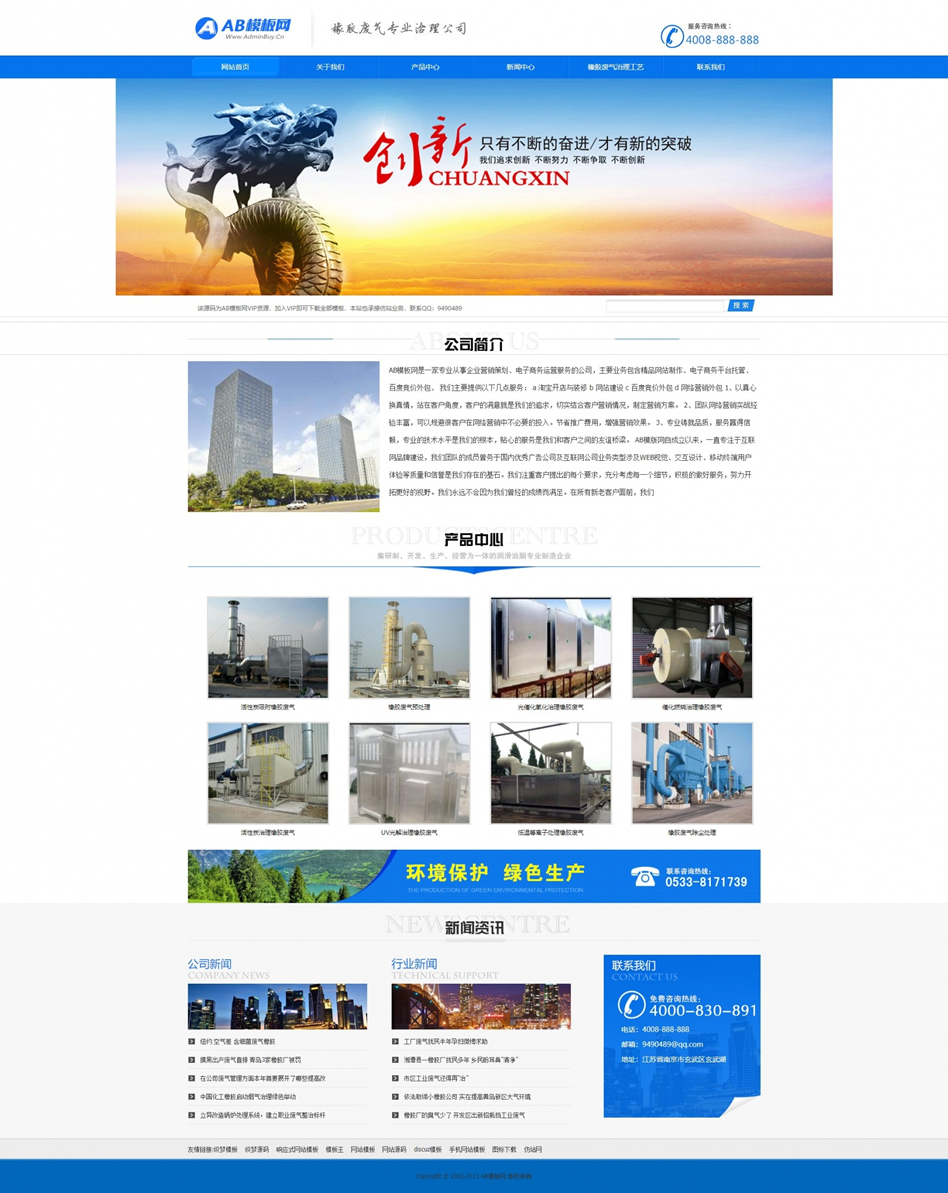 AB模板网
Www.AdminBuy.Cn
橡胶废气专业治理公司
服务咨询热线：
4008-888-888
网站首页 关于我们 产品中心 新闻中心 橡胶废气治理工艺 联系我们
创新 只有不断的奋进/才有新的突破
我们追求创新 不断努力 不断争取 不断创新
CHUANGXIN
该源码为AB模板网VIP资源，加入VIP即可下载全部模板、本站也承接仿站业务、联系QQ：9490489
搜 索
ABOUT US
公司简介
AB模板网是一家专业从事企业营销策划、电子商务运营服务的公司，主要业务包含精品网站制作、电子商务平台托管、
百度竞价外包、 我们主要提供以下几点服务： a 淘宝开店与装修 b 网站建设 c 百度竞价外包 d 网络营销外包 1、以真心
换真情，站在客户角度，客户的满意就是我们的追求，切实结合客户营销情况，制定营销方案。 2、团队网络营销实战经
验丰富，可以规避很客户在网络营销中不必要的投入。节省推广费用，增强营销效果。 3、专业铸就品质，服务赢得信
赖，专业的技术水平是我们的根本，贴心的服务是我们和客户之间的友谊桥梁。 AB模版网自成立以来，一直专注于互联
网品牌建设，我们团队的成员曾务于国内优秀广告公司及互联网公司业务类型涉及WEB视觉、交互设计、移动终端用户
体验等质量和信誉是我们存在的基石。我们注重客户提出的每个要求，充分考虑每一个细节，积极的做好服务，努力开
拓更好的视野。我们永远不会因为我们曾经的成绩而满足。在所有新老客户面前，我们
PRODUCTS CENTRE
产品中心
集研制、开发、生产、经营为一体的润滑油脂专业制造企业
活性炭吸附橡胶废气 橡胶废气预处理 光催化氧化治理橡胶废气 催化燃烧治理橡胶废气
活性炭治理橡胶废气 UV光解治理橡胶废气 低温等离子处理橡胶废气 橡胶废气除尘处理
环境保护 绿色生产
THE PRODUCTION OF GREEN ENVIRONMENTAL PROTECTION
联系咨询热线：
0533-8171739
NEWS CENTRE
新闻资讯
公司新闻
COMPANY NEWS
纽约 空气差 含烟菌废气橡胶
摸黑出产废气直排 青岛3家橡胶厂被罚
在公司废气管理方面本年首要展开了哪些提高改
中国化工橡胶启动烟气治理绿色举动
立异改造锅炉处理系统，建立职业废气整治标杆
行业新闻
TECHNICAL SUPPORT
工厂废气扰民半年孕妇微博求助
湘潭县一橡胶厂扰民多年 乡民盼耳鼻“清净”
市区工业废气还得再“治”
依法取缔小橡胶公司 实在提高黄岛新区大气环境
橡胶厂的臭气少了 开发区出新招抵挡工业废气
联系我们
CONTACT US
免费咨询热线：
4000-830-891
电话： 4008-888-888
邮箱： 9490489@qq.com
地址： 江苏省南京市玄武区玄武湖
友情链接:织梦模板 织梦源码 响应式网站模板 模板王 网站模板 网站源码 discuz模板 手机网站模板 图标下载 仿站网
Copyright © 2002-2011 AB模板网 版权所有